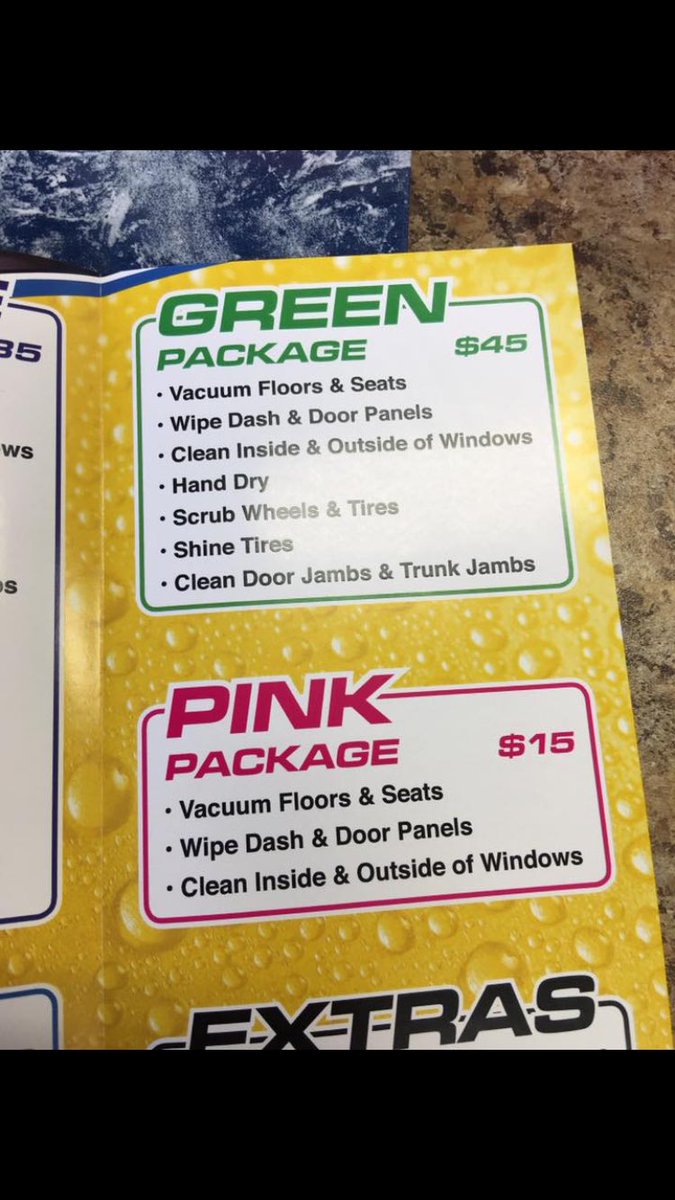 GREEN
PACKAGE $45
· Vacuum Floors & Seats
· Wipe Dash & Door Panels
· Clean Inside & Outside of Windows
· Hand Dry
· Scrub Wheels & Tires
· Shine Tires
· Clean Door Jambs & Trunk Jambs
PINK
PACKAGE $15
· Vacuum Floors & Seats
· Wipe Dash & Door Panels
· Clean Inside & Outside of Windows
EXTRAS